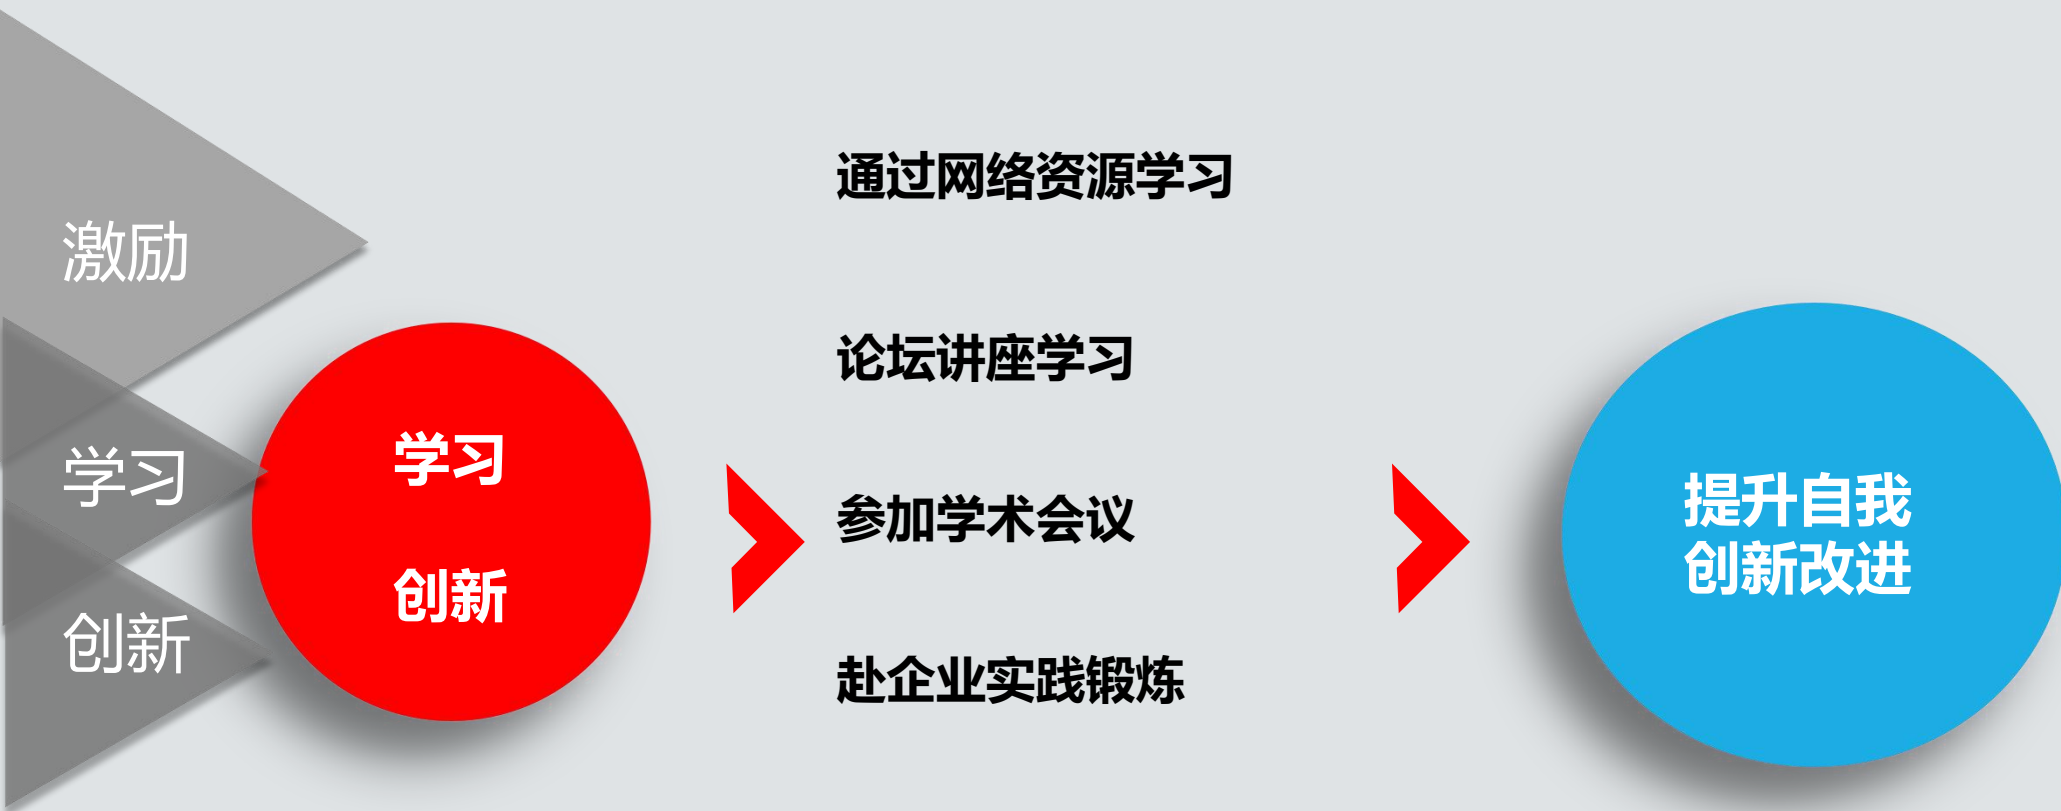 激励
学习
创新
学习
创新
通过网络资源学习
论坛讲座学习
参加学术会议
赴企业实践锻炼
提升自我
创新改进